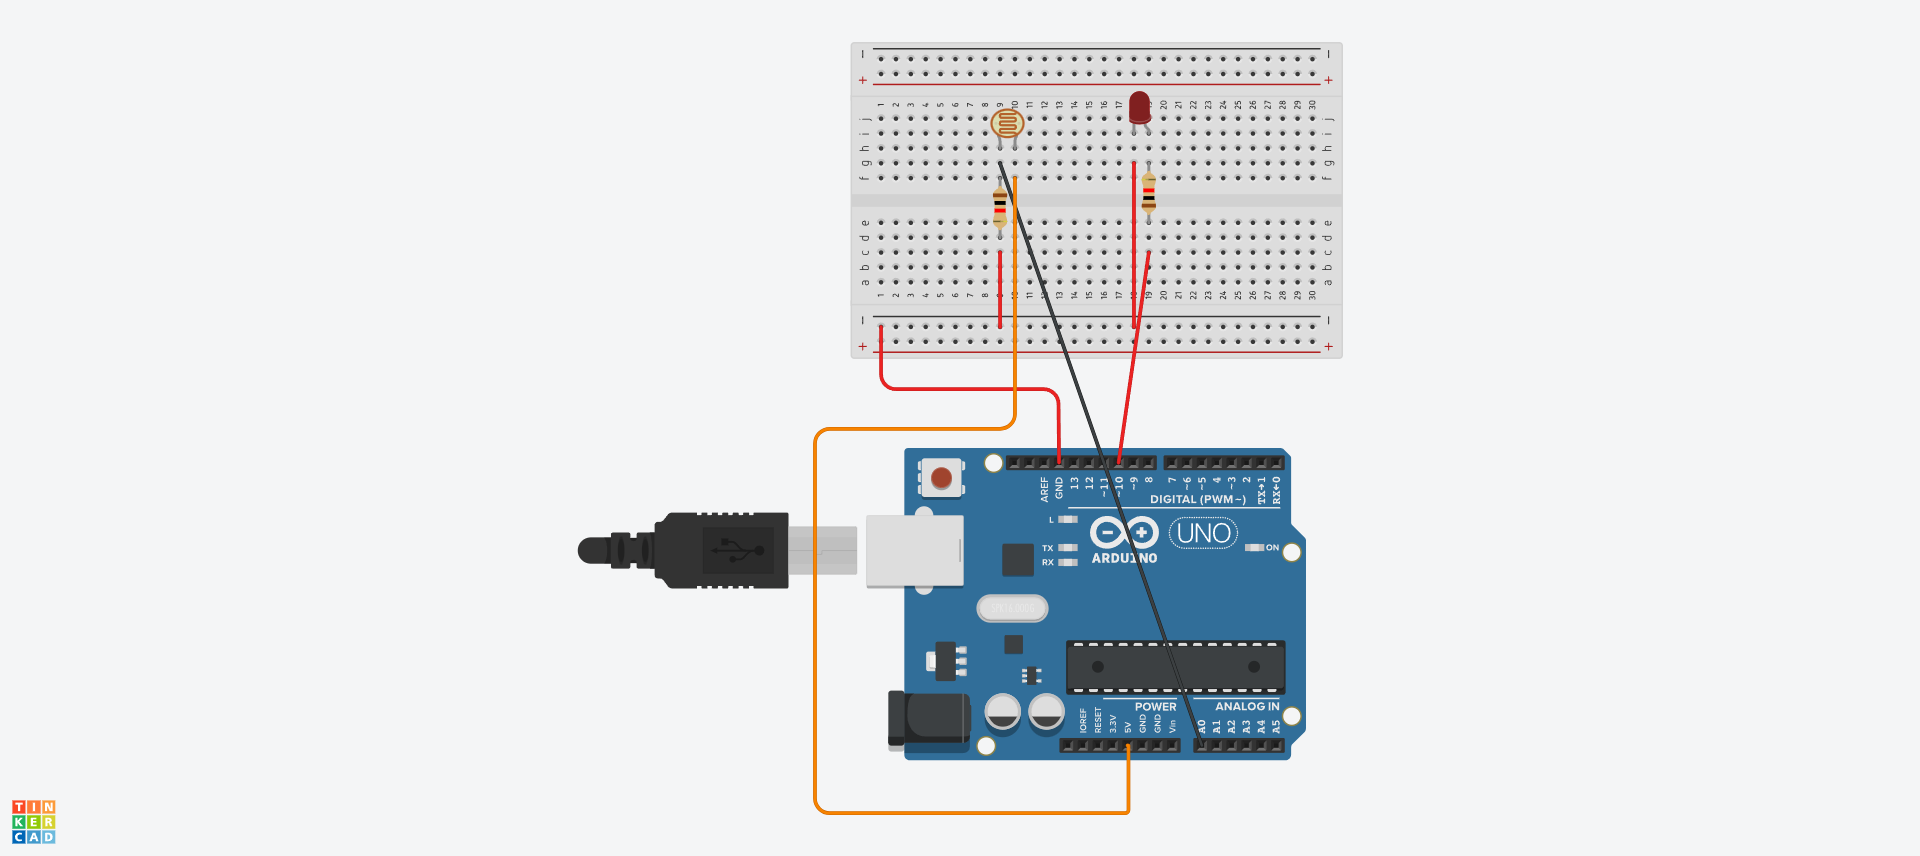 − −
+ +
1 2 3 4 5 6 7 8 9 10 11 12 13 14 15 16 17 20 21 22 23 24 25 26 27 28 29 30
j j
i i
h h
g g
f f
e e
d d
c c
b b
a a
1 2 3 4 5 6 7 8 9 10 11 12 13 14 15 16 17 18 19 20 21 22 23 24 25 26 27 28 29 30
− −
+ +
AREF GND 13 12 ~11 ~10 ~9 8 7 ~6 ~5 4 ~3 2 TX→1 RX←0
DIGITAL (PWM~)
L
TX
RX
ARDUINO
UNO
ON
POWER
ANALOG IN
IOREF RESET 3.3V 5V GND GND Vin A0 A1 A2 A3 A4 A5
TIN
KER
CAD